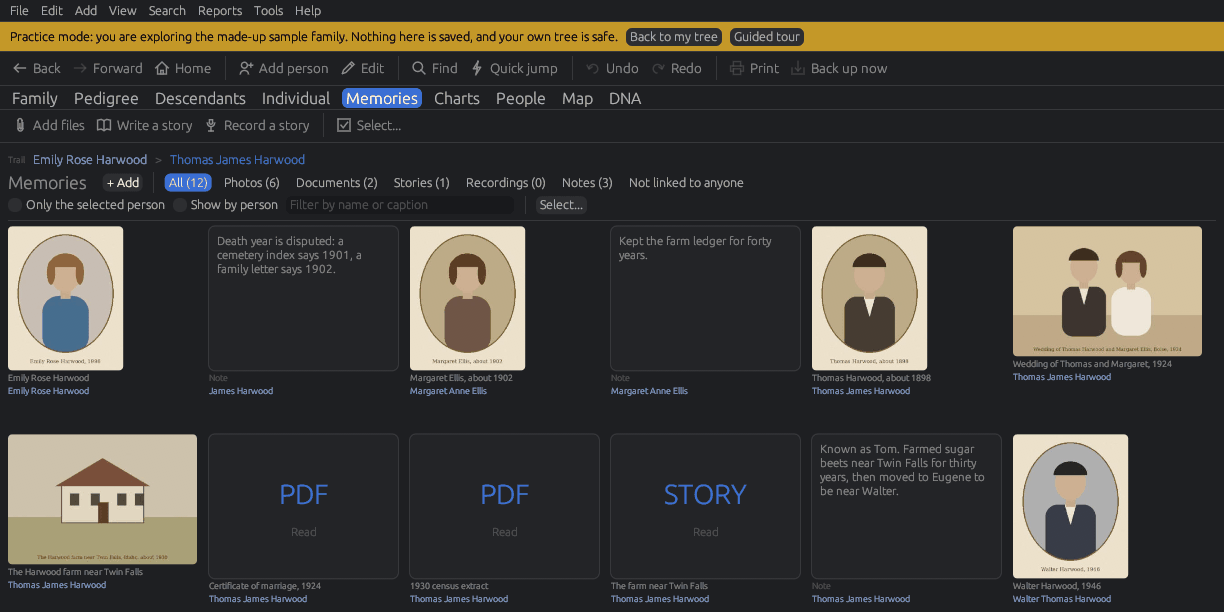 File Edit Add View Search Reports Tools Help
Practice mode: you are exploring the made-up sample family. Nothing here is saved, and your own tree is safe. Back to my tree Guided tour
Back Forward Home Add person Edit Find Quick jump Undo Redo Print Back up now
Family Pedigree Descendants Individual Memories Charts People Map DNA
Add files Write a story Record a story Select...
Trail Emily Rose Harwood > Thomas James Harwood
Memories + Add All (12) Photos (6) Documents (2) Stories (1) Recordings (0) Notes (3) Not linked to anyone
Only the selected person Show by person Filter by name or caption Select...
Emily Rose Harwood, 1998
Emily Rose Harwood
Emily Rose Harwood
Death year is disputed: a
cemetery index says 1901, a
family letter says 1902.
Note
James Harwood
Margaret Ellis, about 1902
Margaret Ellis, about 1902
Margaret Anne Ellis
Kept the farm ledger for forty
years.
Note
Margaret Anne Ellis
Thomas Harwood, about 1898
Thomas Harwood, about 1898
Thomas James Harwood
Wedding of Thomas Harwood and Margaret Ellis, Boise, 1924
Wedding of Thomas and Margaret, 1924
Thomas James Harwood
The Harwood farm near Twin Falls, Idaho, about 1930
The Harwood farm near Twin Falls
Thomas James Harwood
PDF
Read
Certificate of marriage, 1924
Thomas James Harwood
PDF
Read
1930 census extract
Thomas James Harwood
STORY
Read
The farm near Twin Falls
Thomas James Harwood
Known as Tom. Farmed sugar
beets near Twin Falls for thirty
years, then moved to Eugene to
be near Walter.
Note
Thomas James Harwood
Walter Harwood, 1946
Walter Harwood, 1946
Walter Thomas Harwood